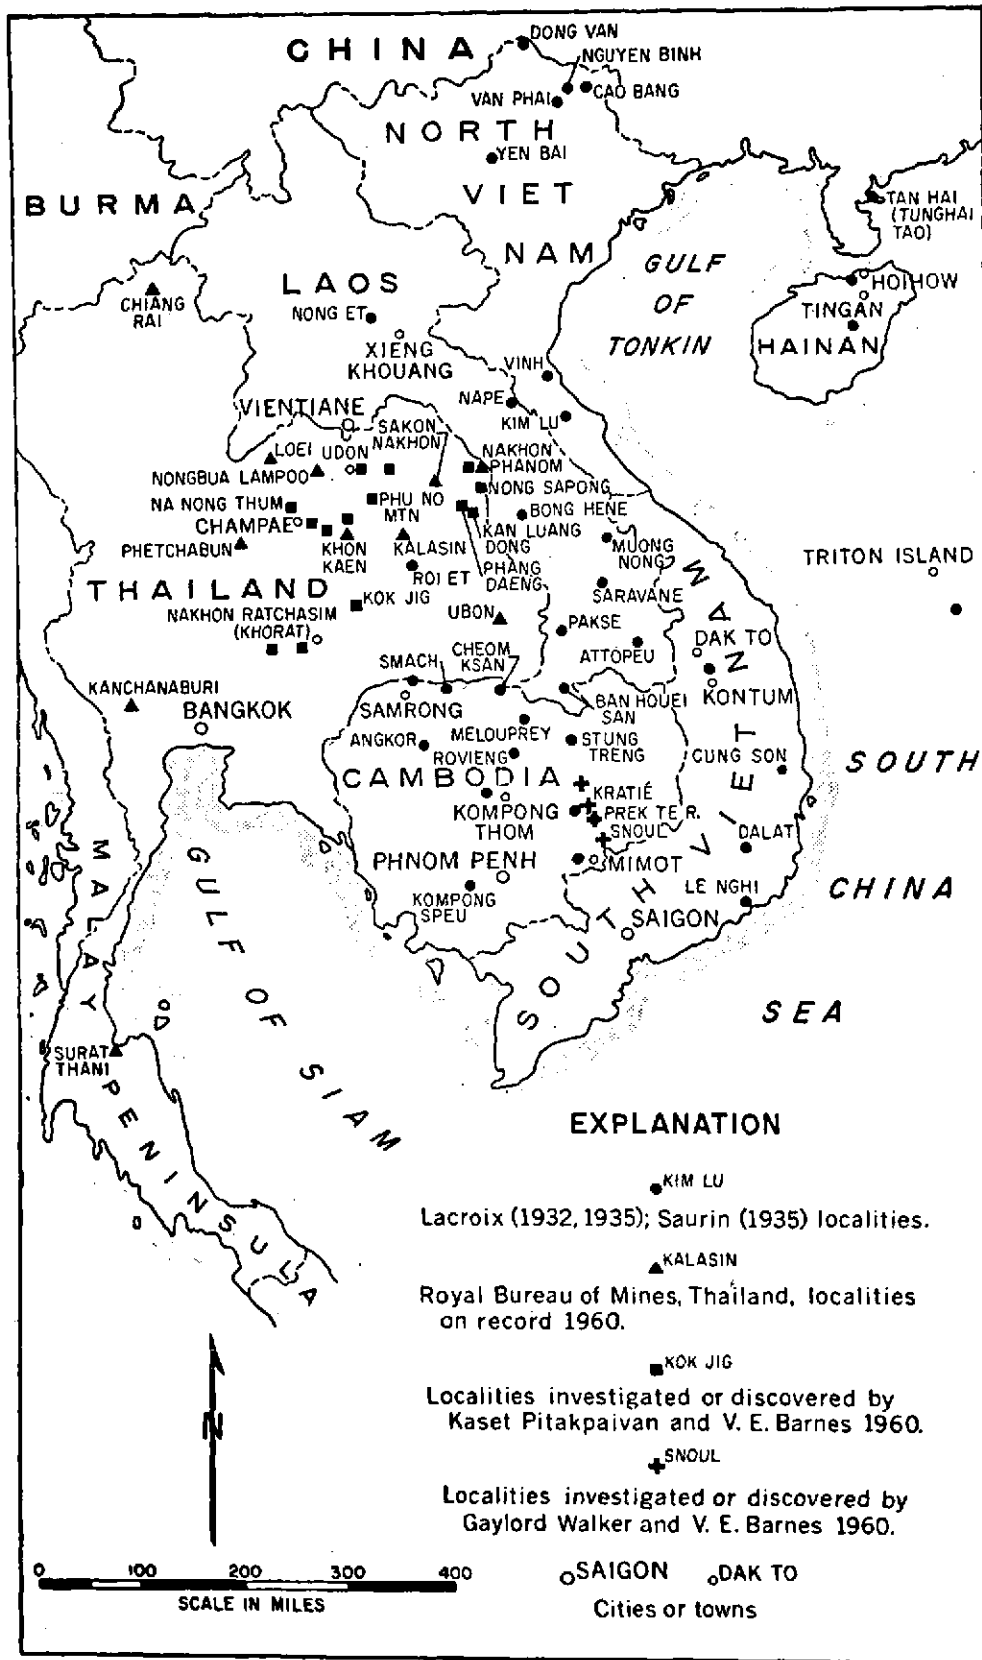 DONG VAN
CHINA
NGUYEN BINH
VAN PHAI
CAO BANG
NORTH
YEN BAI
BURMA
VIET
TAN HAI
(TUNGHAI
TAO)
NAM
GULF
OF
TONKIN
LAOS
HOIHOW
CHIANG
RAI
NONG ET
TINGAN
HAINAN
XIENG
KHOUANG
VINH
NAPE
KIM LU
VIENTIANE
SAKON
NAKHON
LOEI
UDON
NAKHON
PHANOM
NONGBUA LAMPOO
NONG SAPONG
NA NONG THUM
PHU NO
MTN
BONG HENE
CHAMPAE
KAN LUANG
DONG
PHETCHABUN
KHON
KAEN
KALASIN
MUONG
NONG
PHANG
DAENG
TRITON ISLAND
ROI ET
THAILAND
SARAVANE
KOK JIG
NAKHON RATCHASIM
(KHORAT)
UBON
PAKSE
DAK TO
ATTOPEU
SMACH
CHEOM
KSAN
KANCHANABURI
SAMRONG
BAN HOUEI
SAN
KONTUM
BANGKOK
MELOUPREY
ANGKOR
ROVIENG
STUNG
TRENG
CUNG SON
SOUTH
CAMBODIA
KRATIÉ
KOMPONG
THOM
PREK TE R.
SNOUL
DALAT
PHNOM PENH
MIMOT
KOMPONG
SPEU
LE NGHI
CHINA
SAIGON
SOUTH VIET NAM
SEA
GULF OF SIAM
MALAY PENINSULA
SURAT
THANI
EXPLANATION
KIM LU
Lacroix (1932, 1935); Saurin (1935) localities.
KALASIN
Royal Bureau of Mines, Thailand, localities
on record 1960.
KOK JIG
Localities investigated or discovered by
Kaset Pitakpaivan and V. E. Barnes 1960.
SNOUL
Localities investigated or discovered by
Gaylord Walker and V. E. Barnes 1960.
N
0 100 200 300 400
SCALE IN MILES
SAIGON DAK TO
Cities or towns